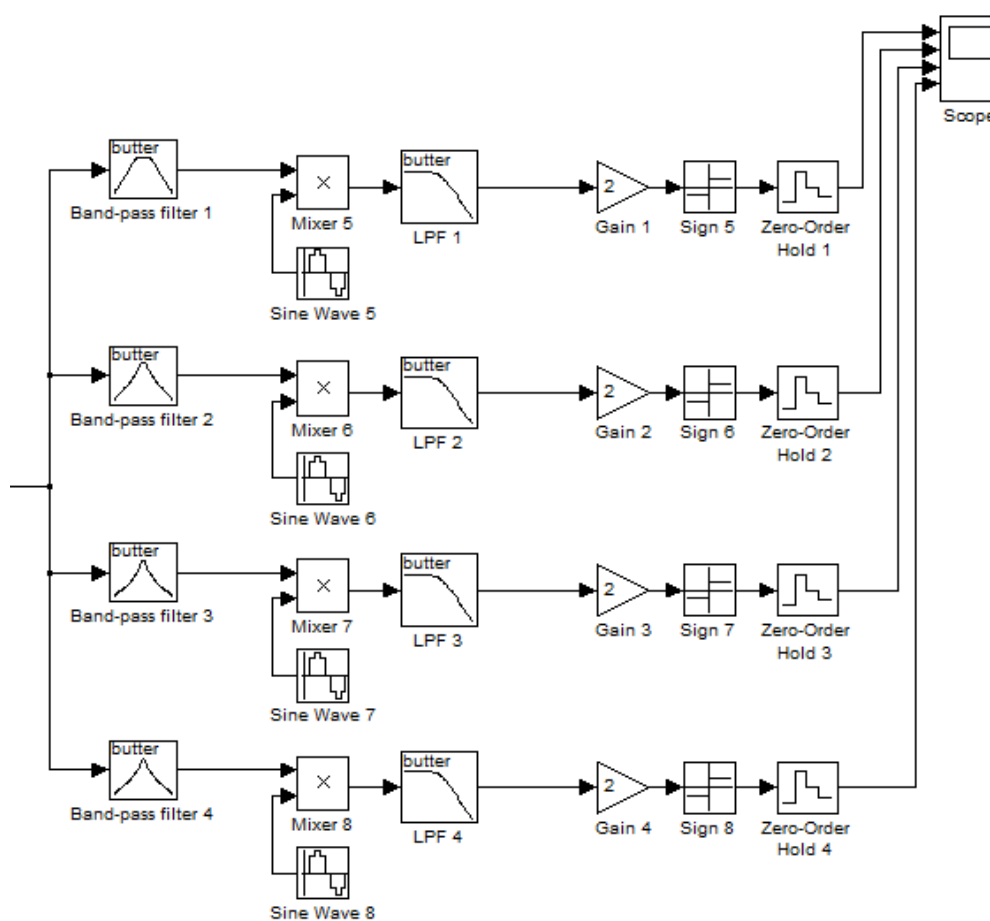 Scope
butter
Band-pass filter 1
×
Mixer 5
Sine Wave 5
butter
LPF 1
2
Gain 1
Sign 5
Zero-Order
Hold 1
butter
Band-pass filter 2
×
Mixer 6
Sine Wave 6
butter
LPF 2
2
Gain 2
Sign 6
Zero-Order
Hold 2
butter
Band-pass filter 3
×
Mixer 7
Sine Wave 7
butter
LPF 3
2
Gain 3
Sign 7
Zero-Order
Hold 3
butter
Band-pass filter 4
×
Mixer 8
Sine Wave 8
butter
LPF 4
2
Gain 4
Sign 8
Zero-Order
Hold 4